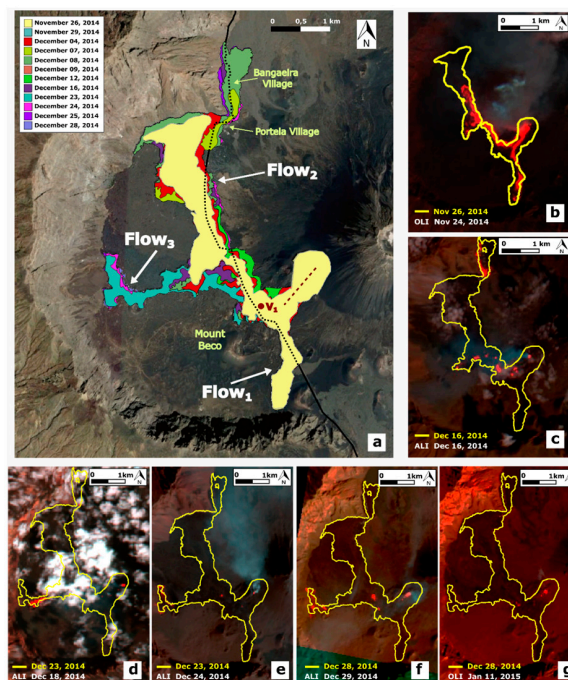 November 26, 2014
November 29, 2014
December 04, 2014
December 07, 2014
December 08, 2014
December 09, 2014
December 12, 2014
December 16, 2014
December 23, 2014
December 24, 2014
December 25, 2014
December 28, 2014
0 0,5 1 km
N
Bangaeira
Village
Portela Village
Flow2
Flow3
V1
Mount
Beco
Flow1
a
0 1 km
N
Nov 26, 2014
OLI Nov 24, 2014
b
0 1 km
N
Dec 16, 2014
ALI Dec 16, 2014
c
0 1km
N
Dec 23, 2014
ALI Dec 18, 2014
d
0 1km
N
Dec 23, 2014
ALI Dec 24, 2014
e
0 1km
N
Dec 28, 2014
ALI Dec 29, 2014
f
0 1km
N
Dec 28, 2014
OLI Jan 11, 2015
g